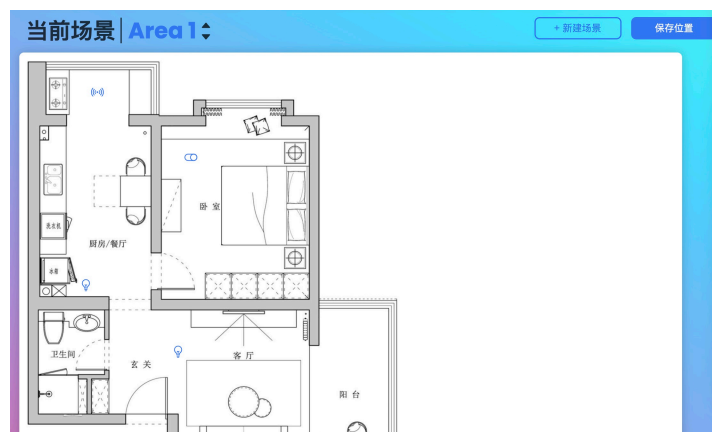 当前场景 Area 1
+ 新建场景
保存位置
卧 室
洗衣机
厨房/餐厅
冰箱
卫生间
玄 关
客 厅
阳 台